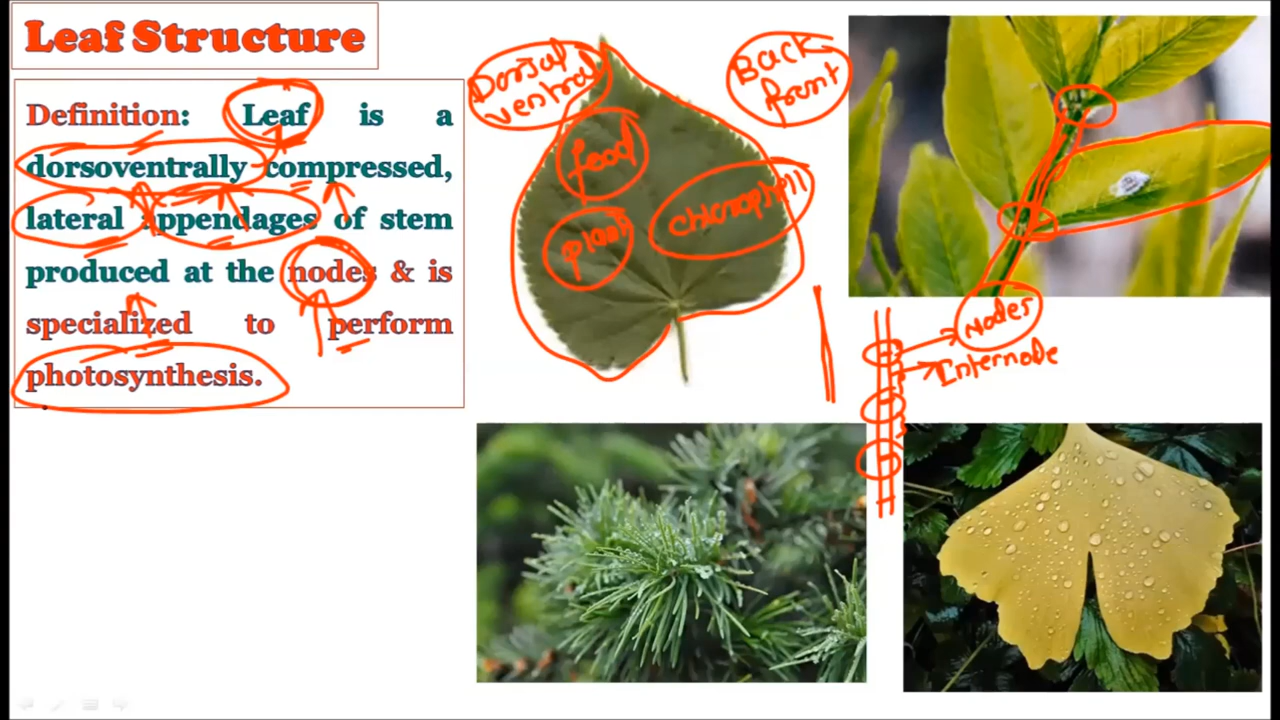 Leaf Structure
Definition: Leaf is a
dorsoventrally compressed,
lateral appendages of stem
produced at the nodes & is
specialized to perform
photosynthesis.
Dorsal
ventral
Back
front
food
plant
chlorophyll
Nodes
Internode